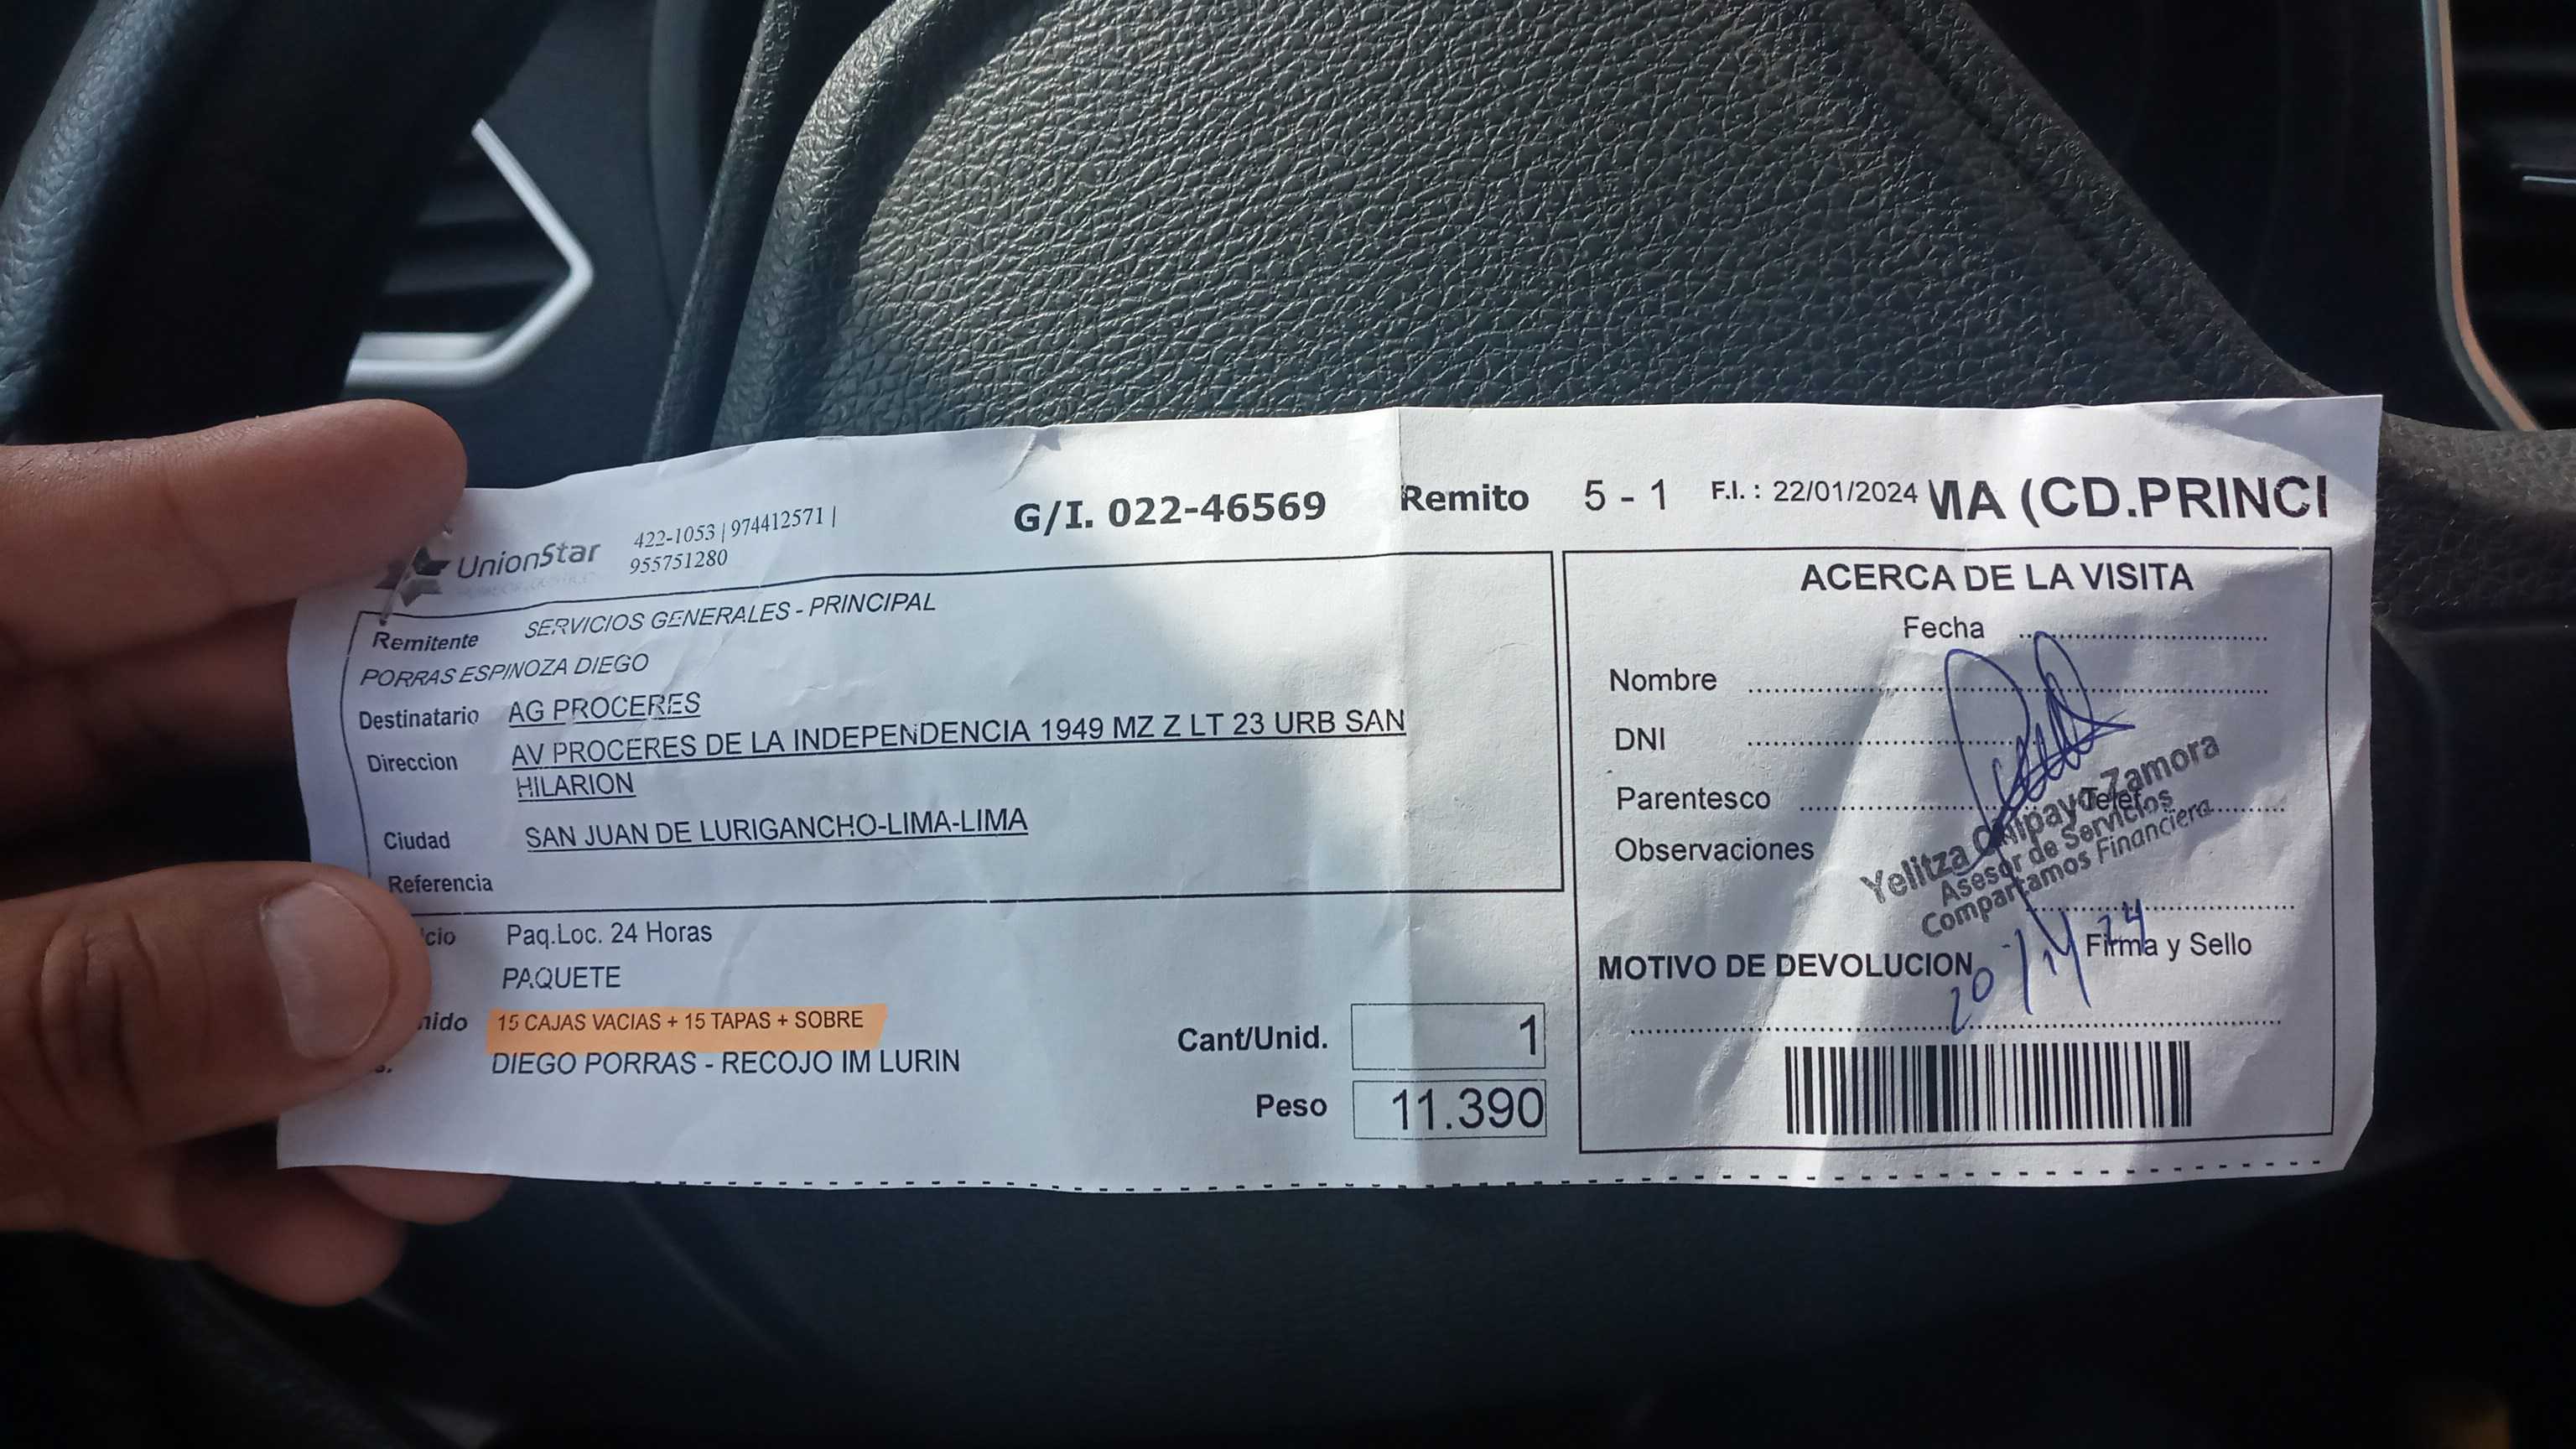 UnionStar
422-1053 | 974412571 |
955751280
G/I. 022-46569
Remito 5 - 1 F.I. : 22/01/2024 MA (CD.PRINCI
Remitente SERVICIOS GENERALES - PRINCIPAL
PORRAS ESPINOZA DIEGO
Destinatario AG PROCERES
Direccion AV PROCERES DE LA INDEPENDENCIA 1949 MZ Z LT 23 URB SAN
HILARION
Ciudad SAN JUAN DE LURIGANCHO-LIMA-LIMA
Referencia
cio Paq.Loc. 24 Horas
PAQUETE
nido 15 CAJAS VACIAS + 15 TAPAS + SOBRE
s. DIEGO PORRAS - RECOJO IM LURIN
Cant/Unid. 1
Peso 11.390
ACERCA DE LA VISITA
Fecha
Nombre
DNI
Parentesco Telef
Observaciones
Yelitza Zamora
Asesor de Servicios
Compartamos Financiera
Firma y Sello
MOTIVO DE DEVOLUCION